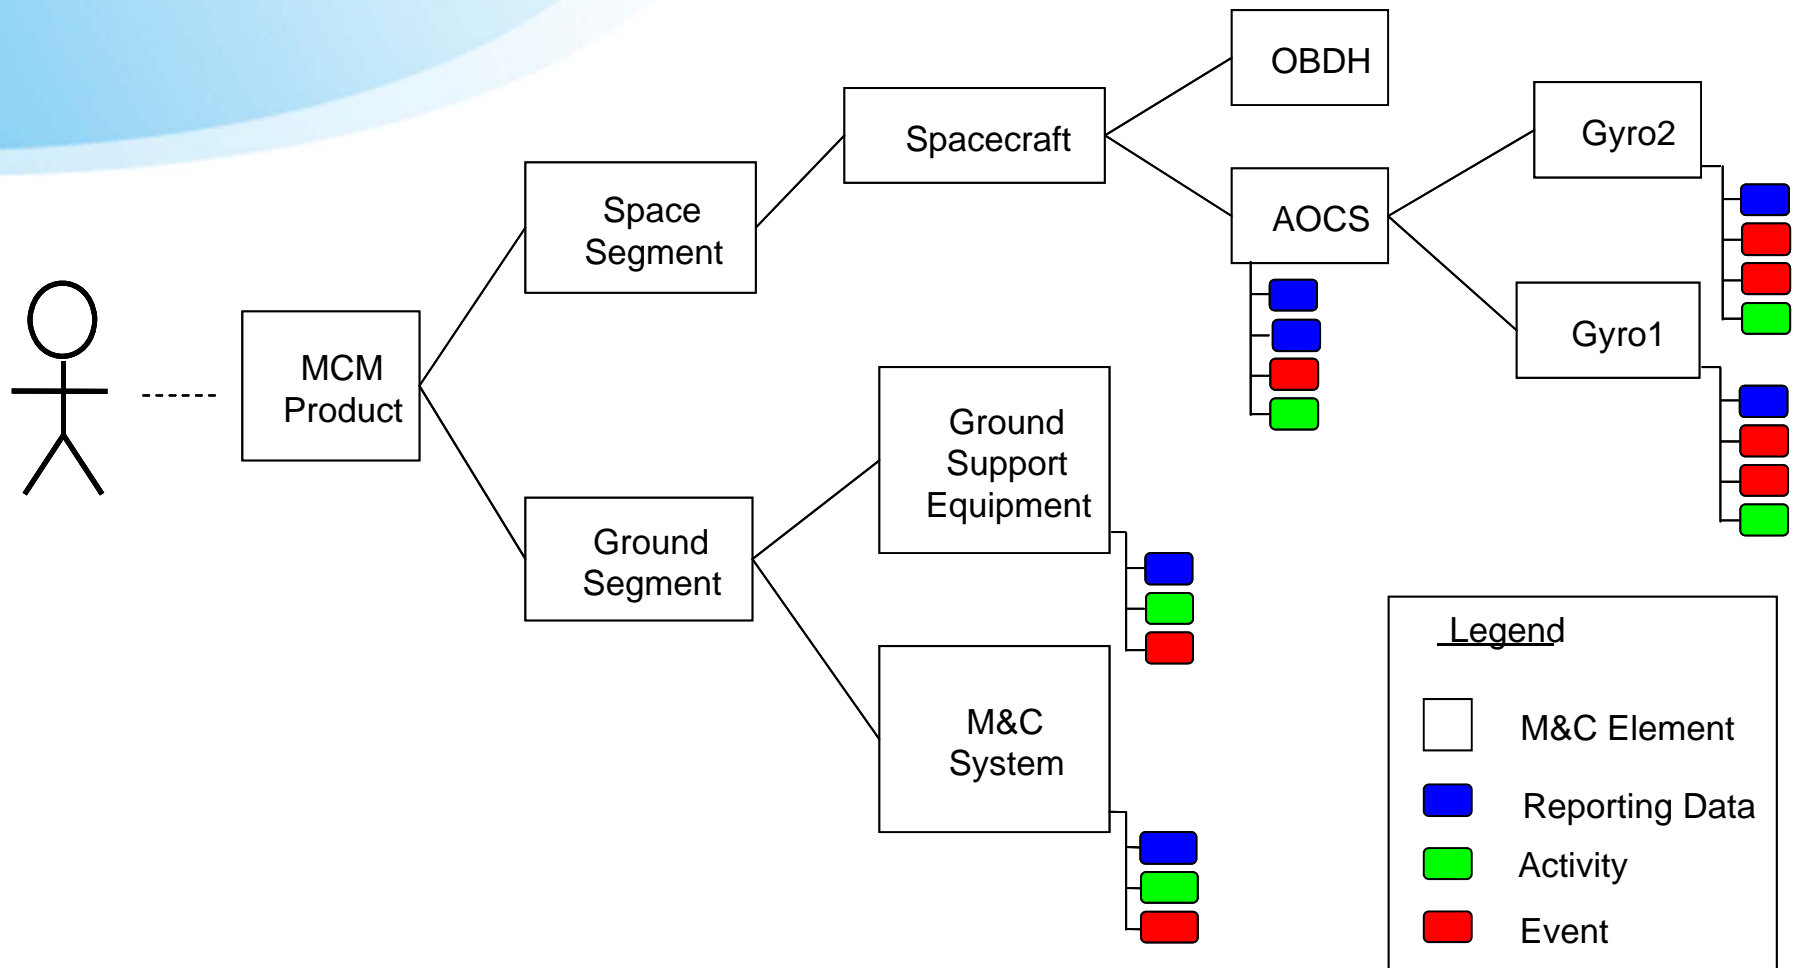 OBDH
Spacecraft
Gyro2
Space
Segment
AOCS
MCM
Product
Gyro1
Ground
Support
Equipment
Ground
Segment
M&C
System
Legend
M&C Element
Reporting Data
Activity
Event